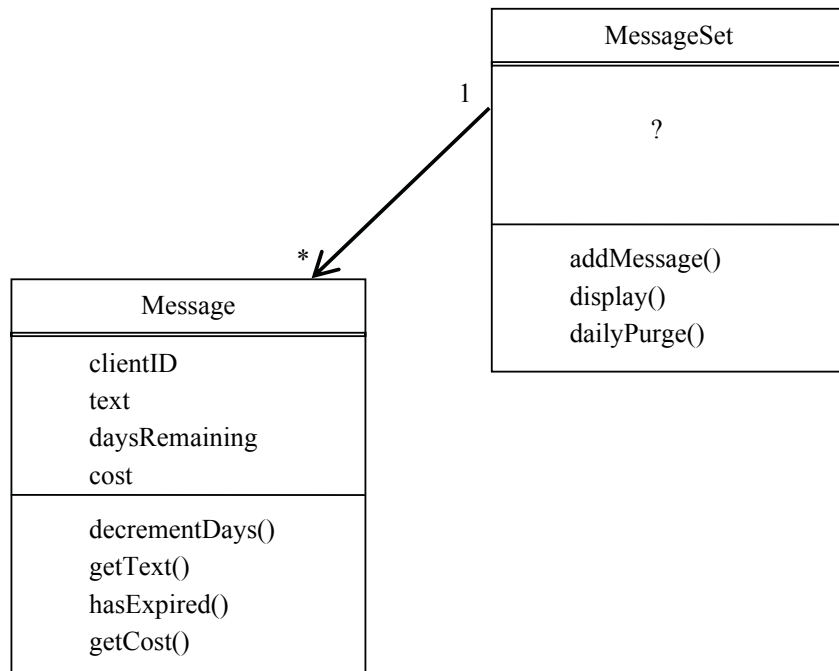 MessageSet
?
addMessage()
display()
dailyPurge()
1
*
Message
clientID
text
daysRemaining
cost
decrementDays()
getText()
hasExpired()
getCost()